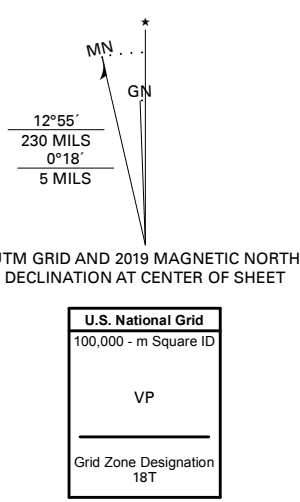 ★
MN
GN
12°55´
230 MILS
0°18´
5 MILS
UTM GRID AND 2019 MAGNETIC NORTH
DECLINATION AT CENTER OF SHEET
U.S. National Grid
100,000 - m Square ID
VP
Grid Zone Designation
18T